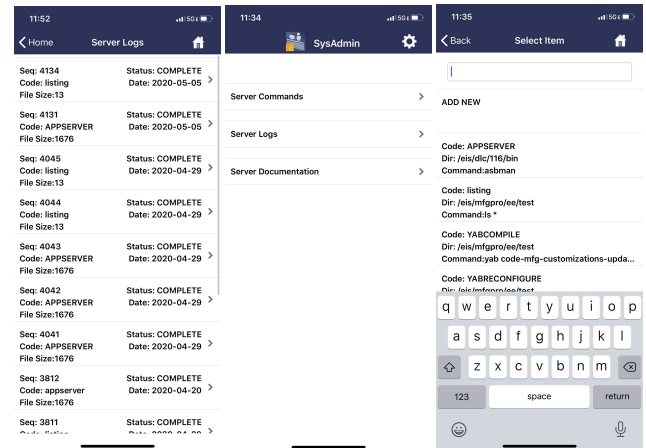 11:52
5G
Home
Server Logs
Seq: 4134 Status: COMPLETE
Code: listing Date: 2020-05-05
File Size:13
Seq: 4131 Status: COMPLETE
Code: APPSERVER Date: 2020-05-05
File Size:1676
Seq: 4045 Status: COMPLETE
Code: listing Date: 2020-04-29
File Size:13
Seq: 4044 Status: COMPLETE
Code: listing Date: 2020-04-29
File Size:13
Seq: 4043 Status: COMPLETE
Code: APPSERVER Date: 2020-04-29
File Size:1676
Seq: 4042 Status: COMPLETE
Code: APPSERVER Date: 2020-04-29
File Size:1676
Seq: 4041 Status: COMPLETE
Code: APPSERVER Date: 2020-04-29
File Size:1676
Seq: 3812 Status: COMPLETE
Code: appserver Date: 2020-04-20
File Size:1676
Seq: 3811 Status: COMPLETE
11:34
5G
SysAdmin
Server Commands
Server Logs
Server Documentation
11:35
5G
Back
Select Item
ADD NEW
Code: APPSERVER
Dir: /eis/dlc/116/bin
Command:asbman
Code: listing
Dir: /eis/mfgpro/ee/test
Command:ls *
Code: YABCOMPILE
Dir: /eis/mfgpro/ee/test
Command:yab code-mfg-customizations-upda...
Code: YABRECONFIGURE
Dir: /eis/mfgpro/ee/test
q w e r t y u i o p
a s d f g h j k l
z x c v b n m
123 space return